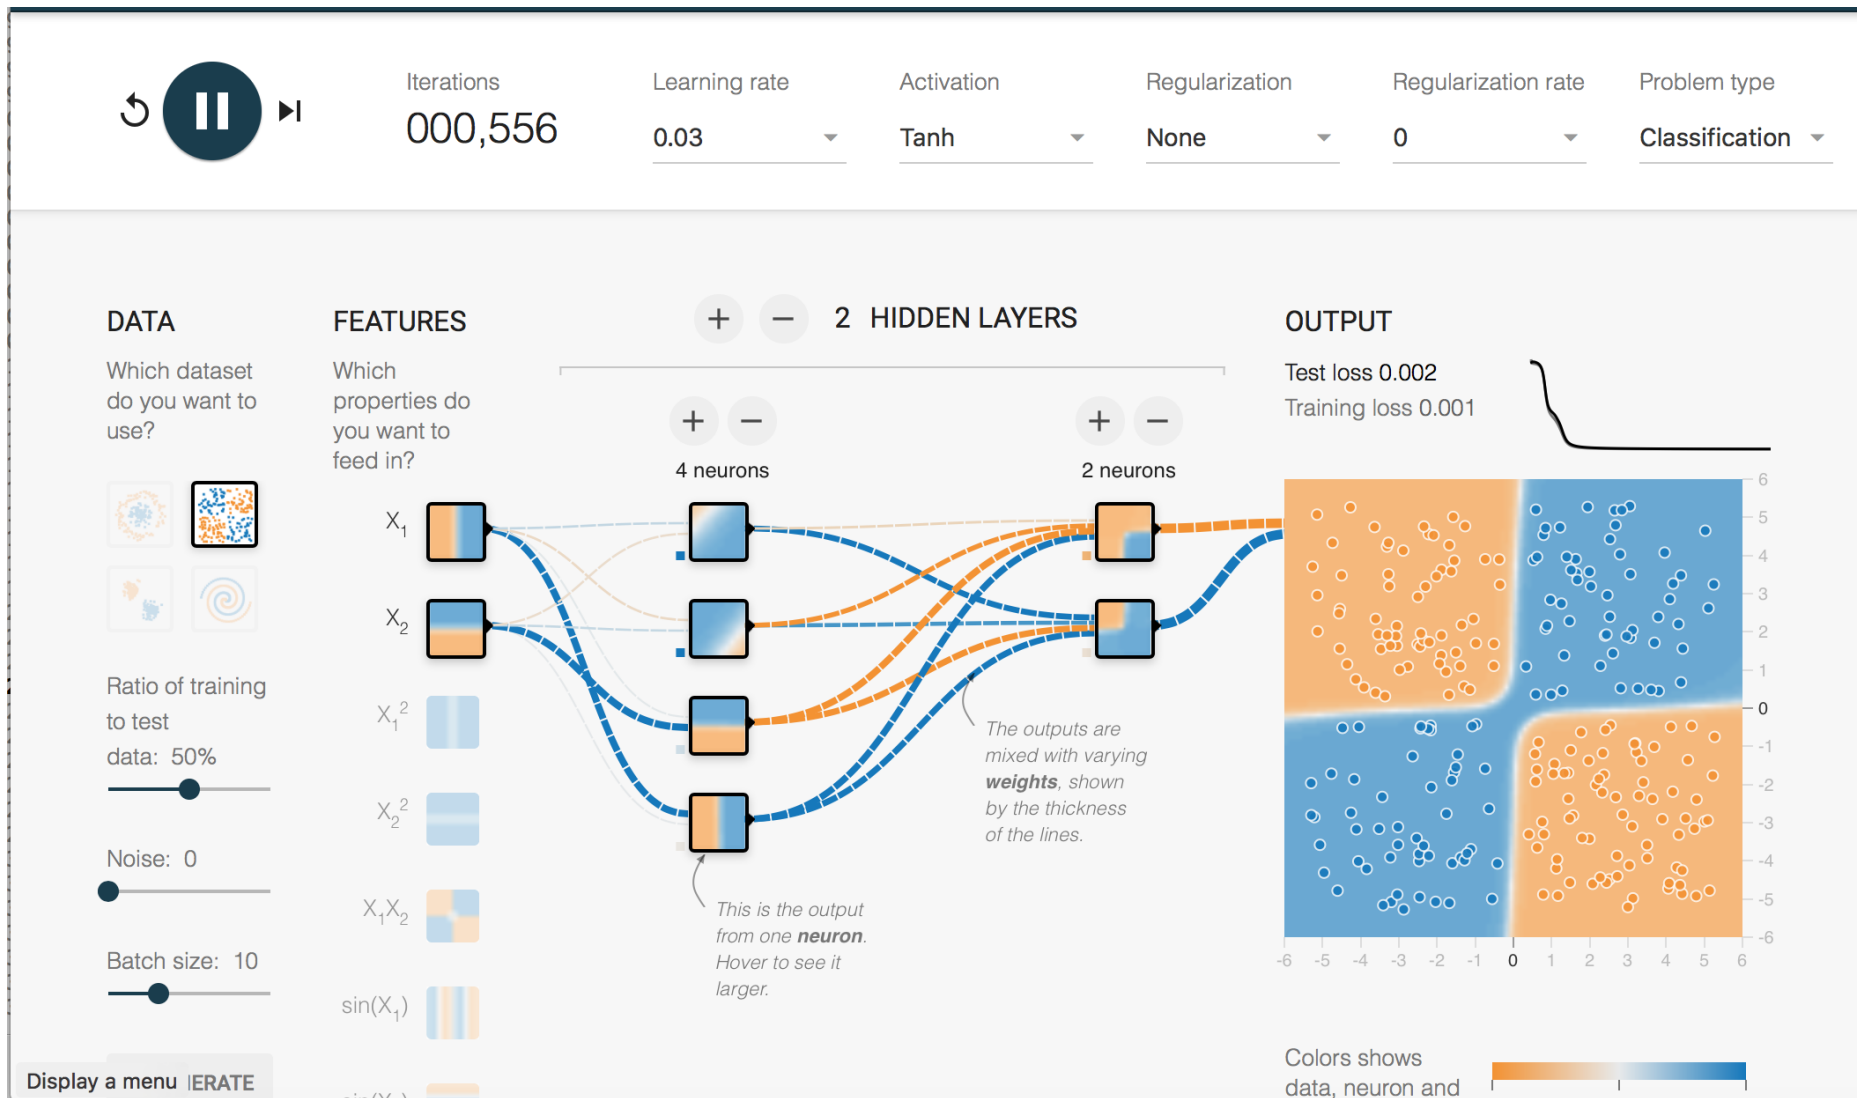 Iterations
000,556
Learning rate
0.03
Activation
Tanh
Regularization
None
Regularization rate
0
Problem type
Classification
DATA
Which dataset
do you want to
use?
Ratio of training
to test
data: 50%
Noise: 0
Batch size: 10
Display a menu
ERATE
FEATURES
Which
properties do
you want to
feed in?
X1
X2
X1²
X2²
X1X2
sin(X1)
2 HIDDEN LAYERS
4 neurons
2 neurons
The outputs are
mixed with varying
weights, shown
by the thickness
of the lines.
This is the output
from one neuron.
Hover to see it
larger.
OUTPUT
Test loss 0.002
Training loss 0.001
6
5
4
3
2
1
0
-1
-2
-3
-4
-5
-6
-6 -5 -4 -3 -2 -1 0 1 2 3 4 5 6
Colors shows
data, neuron and